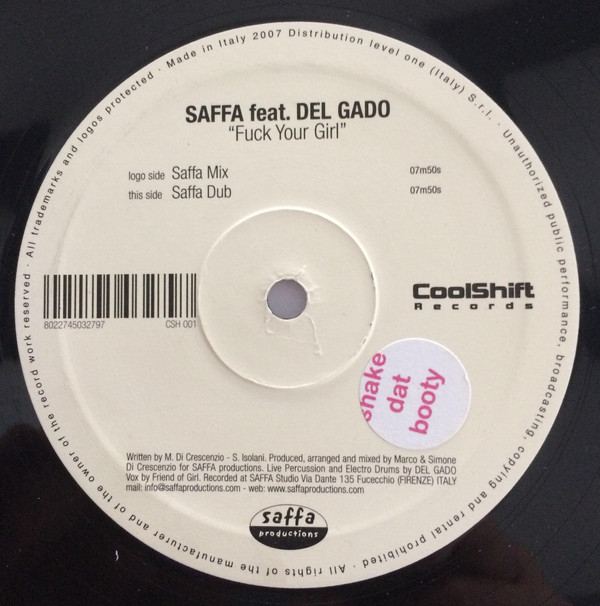 All trademarks and logos protected · Made in Italy 2007 Distribution level one (Italy) S.r.l. · Unauthorized public performance, broadcasting, copying and rental prohibited · All rights of the manufacturer and of the owner of the record work reserved ·
SAFFA feat. DEL GADO
“Fuck Your Girl”
logo side Saffa Mix 07m50s
this side Saffa Dub 07m50s
8022745032797 CSH 001
CoolShift
Records
shake
dat
booty
Written by M. Di Crescenzio - S. Isolani. Produced, arranged and mixed by Marco & Simone
Di Crescenzio for SAFFA productions. Live Percussion and Electro Drums by DEL GADO
Vox by Friend of Girl. Recorded at SAFFA Studio Via Dante 135 Fucecchio (FIRENZE) ITALY
mail: info@saffaproductions.com - web: www.saffaproductions.com
saffa
productions